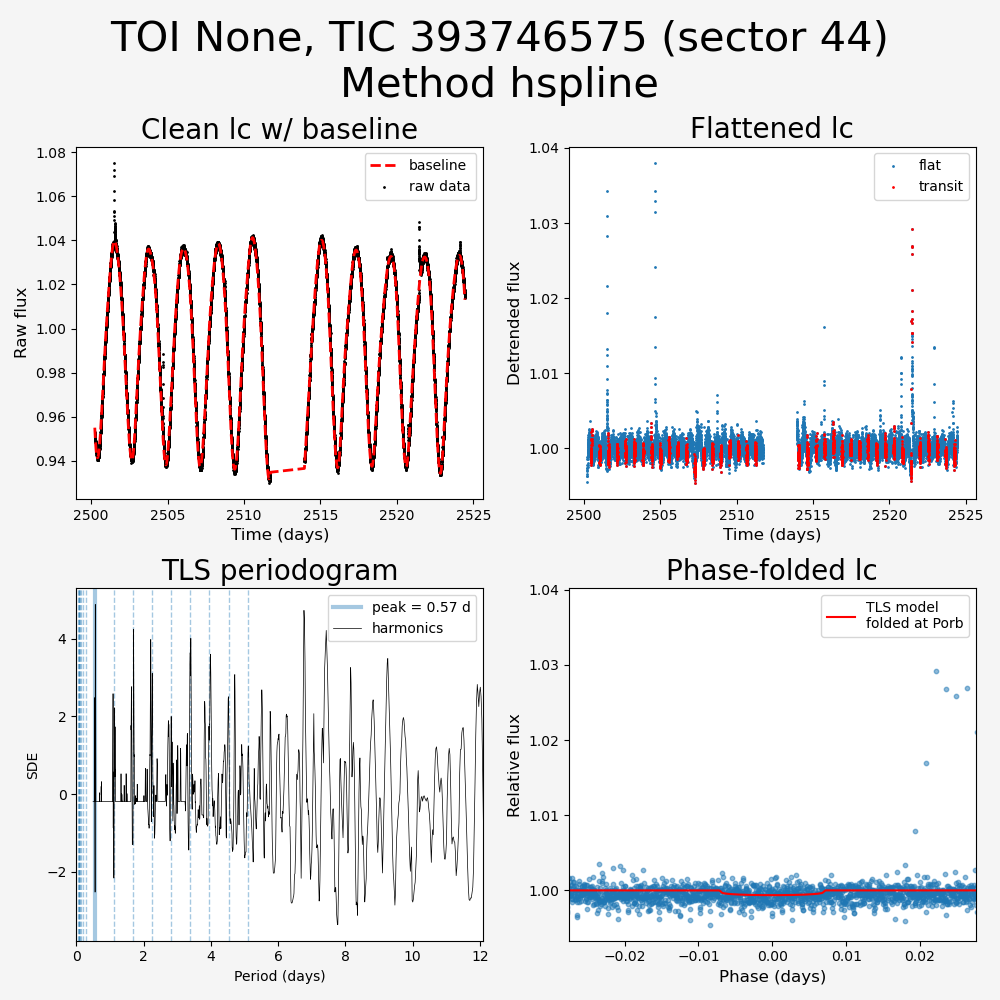 TOI None, TIC 393746575 (sector 44)
Method hspline
Clean lc w/ baseline
1.08
1.06
1.04
1.02
1.00
0.98
0.96
0.94
Raw flux
baseline
raw data
2500
2505
2510
2515
2520
2525
Time (days)
Flattened lc
1.04
1.03
1.02
1.01
1.00
Detrended flux
flat
transit
2500
2505
2510
2515
2520
2525
Time (days)
TLS periodogram
4
2
0
−2
SDE
peak = 0.57 d
harmonics
0
2
4
6
8
10
12
Period (days)
Phase-folded lc
1.04
1.03
1.02
1.01
1.00
Relative flux
TLS model
folded at Porb
−0.02
−0.01
0.00
0.01
0.02
Phase (days)